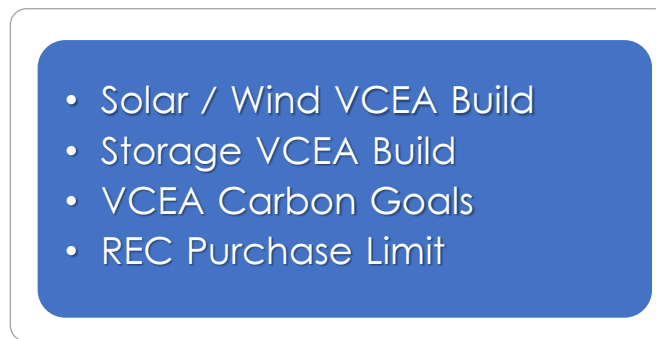 • Solar / Wind VCEA Build
• Storage VCEA Build
• VCEA Carbon Goals
• REC Purchase Limit